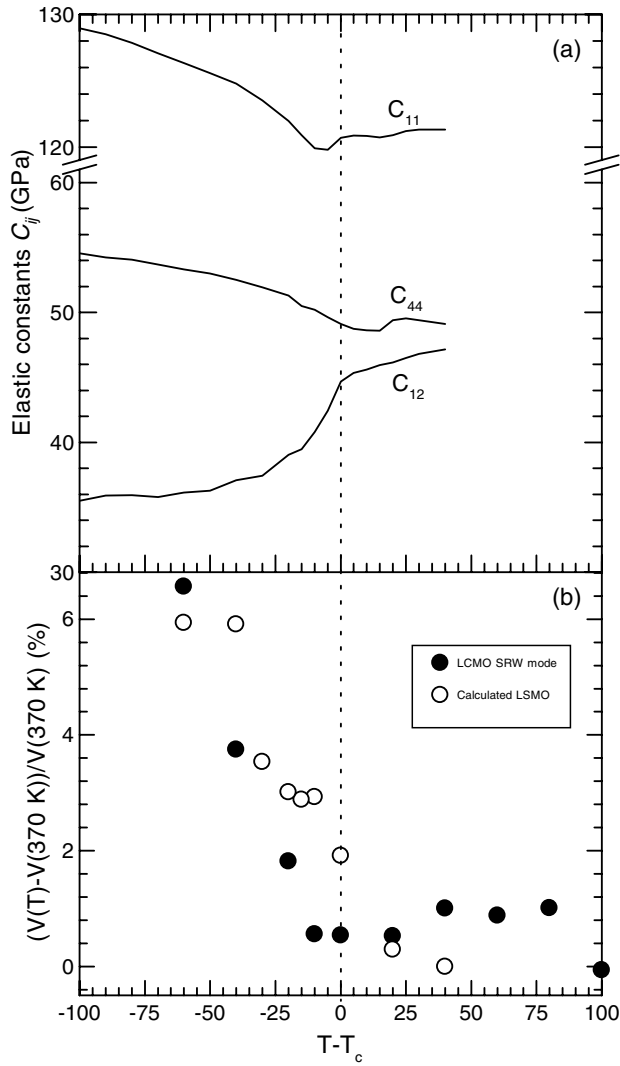 130
(a)
C11
120
60
Elastic constants Cij (GPa)
C44
50
C12
40
30
(b)
6
LCMO SRW mode
Calculated LSMO
(V(T)-V(370 K))/V(370 K) (%)
4
2
0
-100 -75 -50 -25 0 25 50 75 100
T-Tc